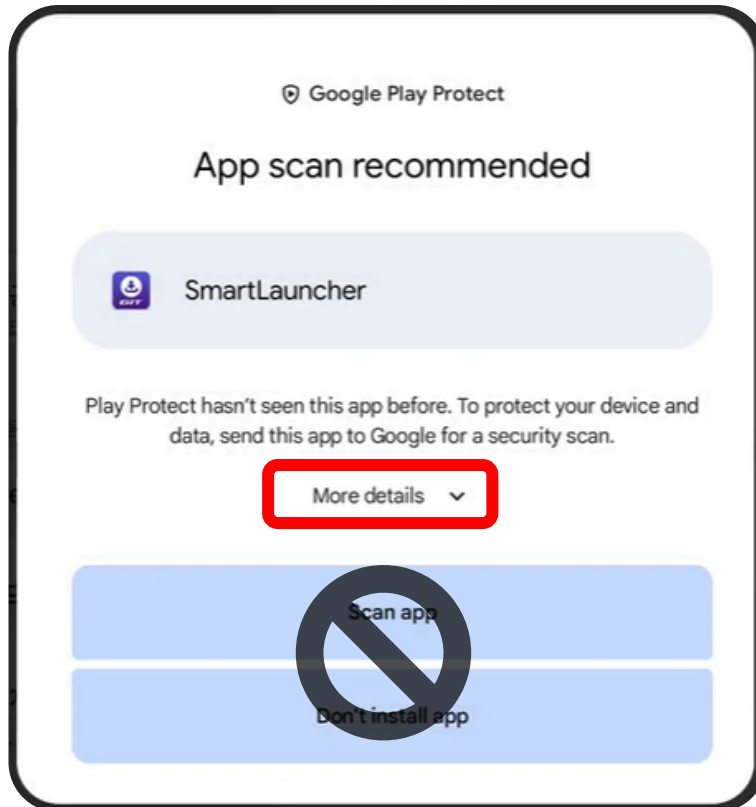 Google Play Protect
App scan recommended
GIT
SmartLauncher
Play Protect hasn't seen this app before. To protect your device and
data, send this app to Google for a security scan.
More details
Scan app
Don't install app